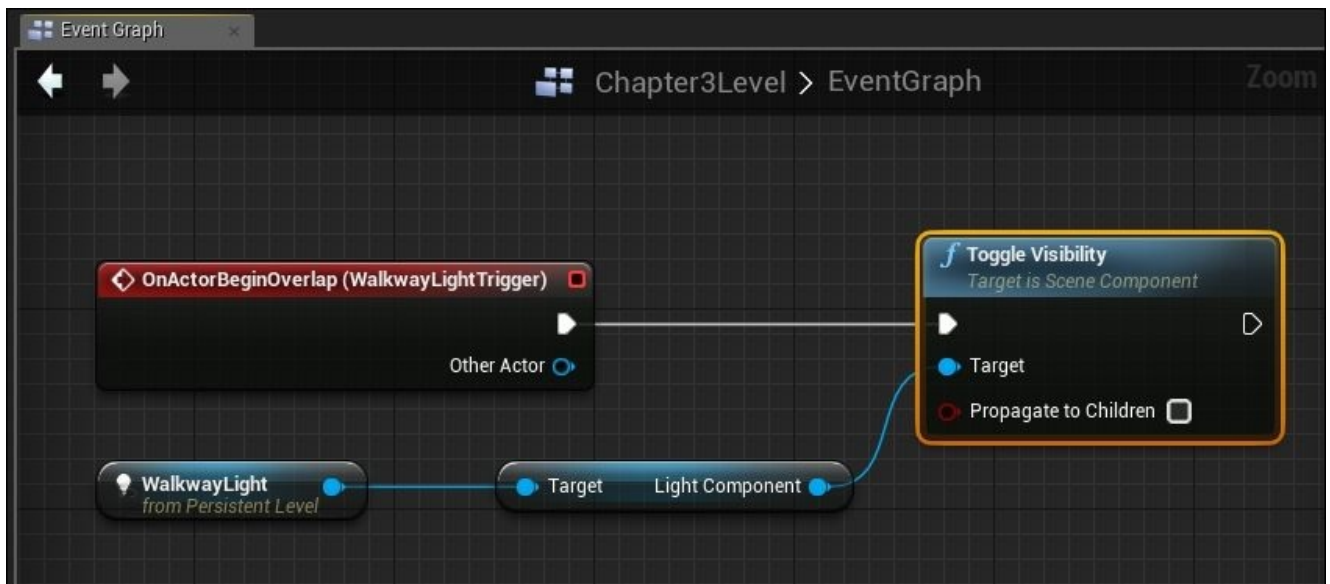 Event Graph
Chapter3Level > EventGraph
Zoom
Toggle Visibility
Target is Scene Component
OnActorBeginOverlap (WalkwayLightTrigger)
Other Actor
Target
Propagate to Children
WalkwayLight
from Persistent Level
Target Light Component